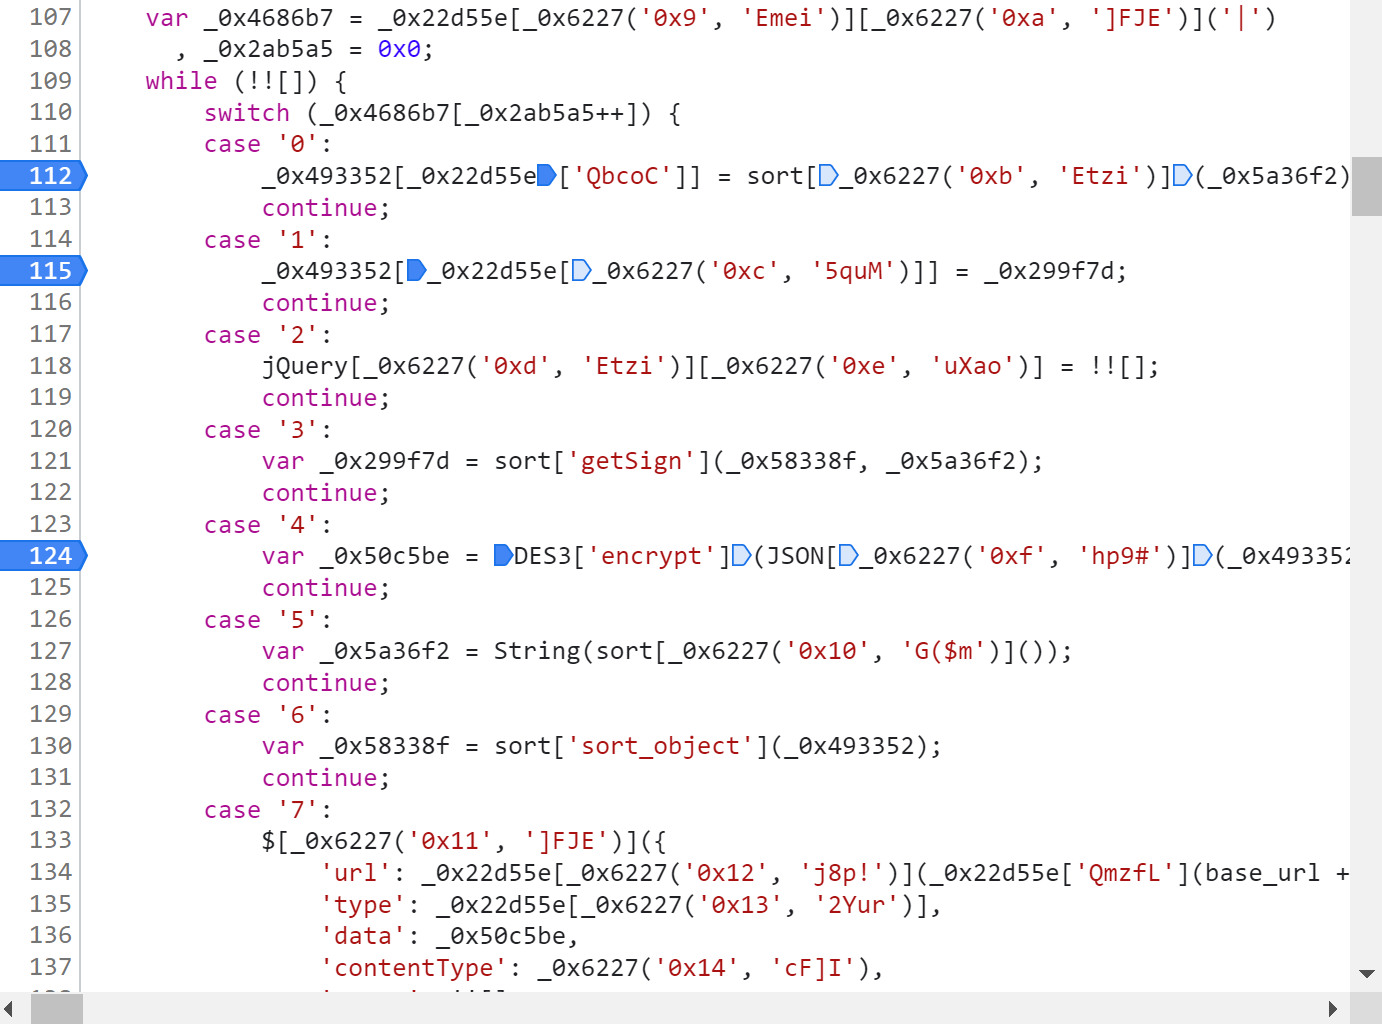 107 var _0x4686b7 = _0x22d55e[_0x6227('0x9', 'Emei')][_0x6227('0xa', ']FJE')]('|')
108 , _0x2ab5a5 = 0x0;
109 while (!![]) {
110 switch (_0x4686b7[_0x2ab5a5++]) {
111 case '0':
112 _0x493352[_0x22d55e['QbcoC']] = sort[_0x6227('0xb', 'Etzi')](_0x5a36f2)
113 continue;
114 case '1':
115 _0x493352[_0x22d55e[_0x6227('0xc', '5quM')]] = _0x299f7d;
116 continue;
117 case '2':
118 jQuery[_0x6227('0xd', 'Etzi')][_0x6227('0xe', 'uXao')] = !![];
119 continue;
120 case '3':
121 var _0x299f7d = sort['getSign'](_0x58338f, _0x5a36f2);
122 continue;
123 case '4':
124 var _0x50c5be = DES3['encrypt'](JSON[_0x6227('0xf', 'hp9#')](_0x493352
125 continue;
126 case '5':
127 var _0x5a36f2 = String(sort[_0x6227('0x10', 'G($m')]());
128 continue;
129 case '6':
130 var _0x58338f = sort['sort_object'](_0x493352);
131 continue;
132 case '7':
133 $[_0x6227('0x11', ']FJE')]({
134 'url': _0x22d55e[_0x6227('0x12', 'j8p!')](_0x22d55e['QmzfL'](base_url +
135 'type': _0x22d55e[_0x6227('0x13', '2Yur')],
136 'data': _0x50c5be,
137 'contentType': _0x6227('0x14', 'cF]I'),